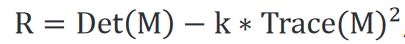 R = Det(M) − k ∗ Trace(M)²